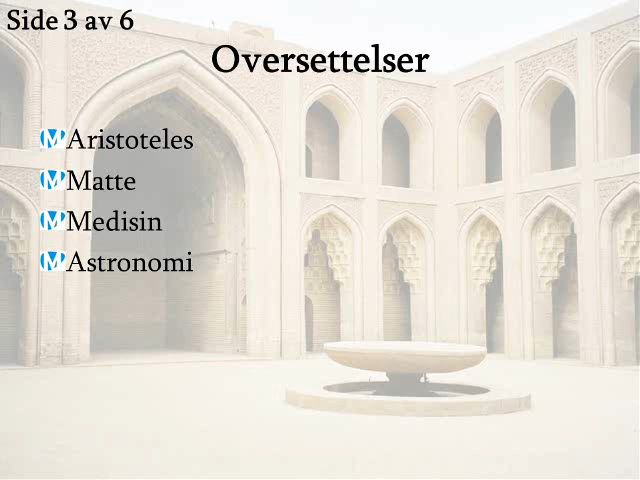 Side 3 av 6
Oversettelser
Aristoteles
Matte
Medisin
Astronomi